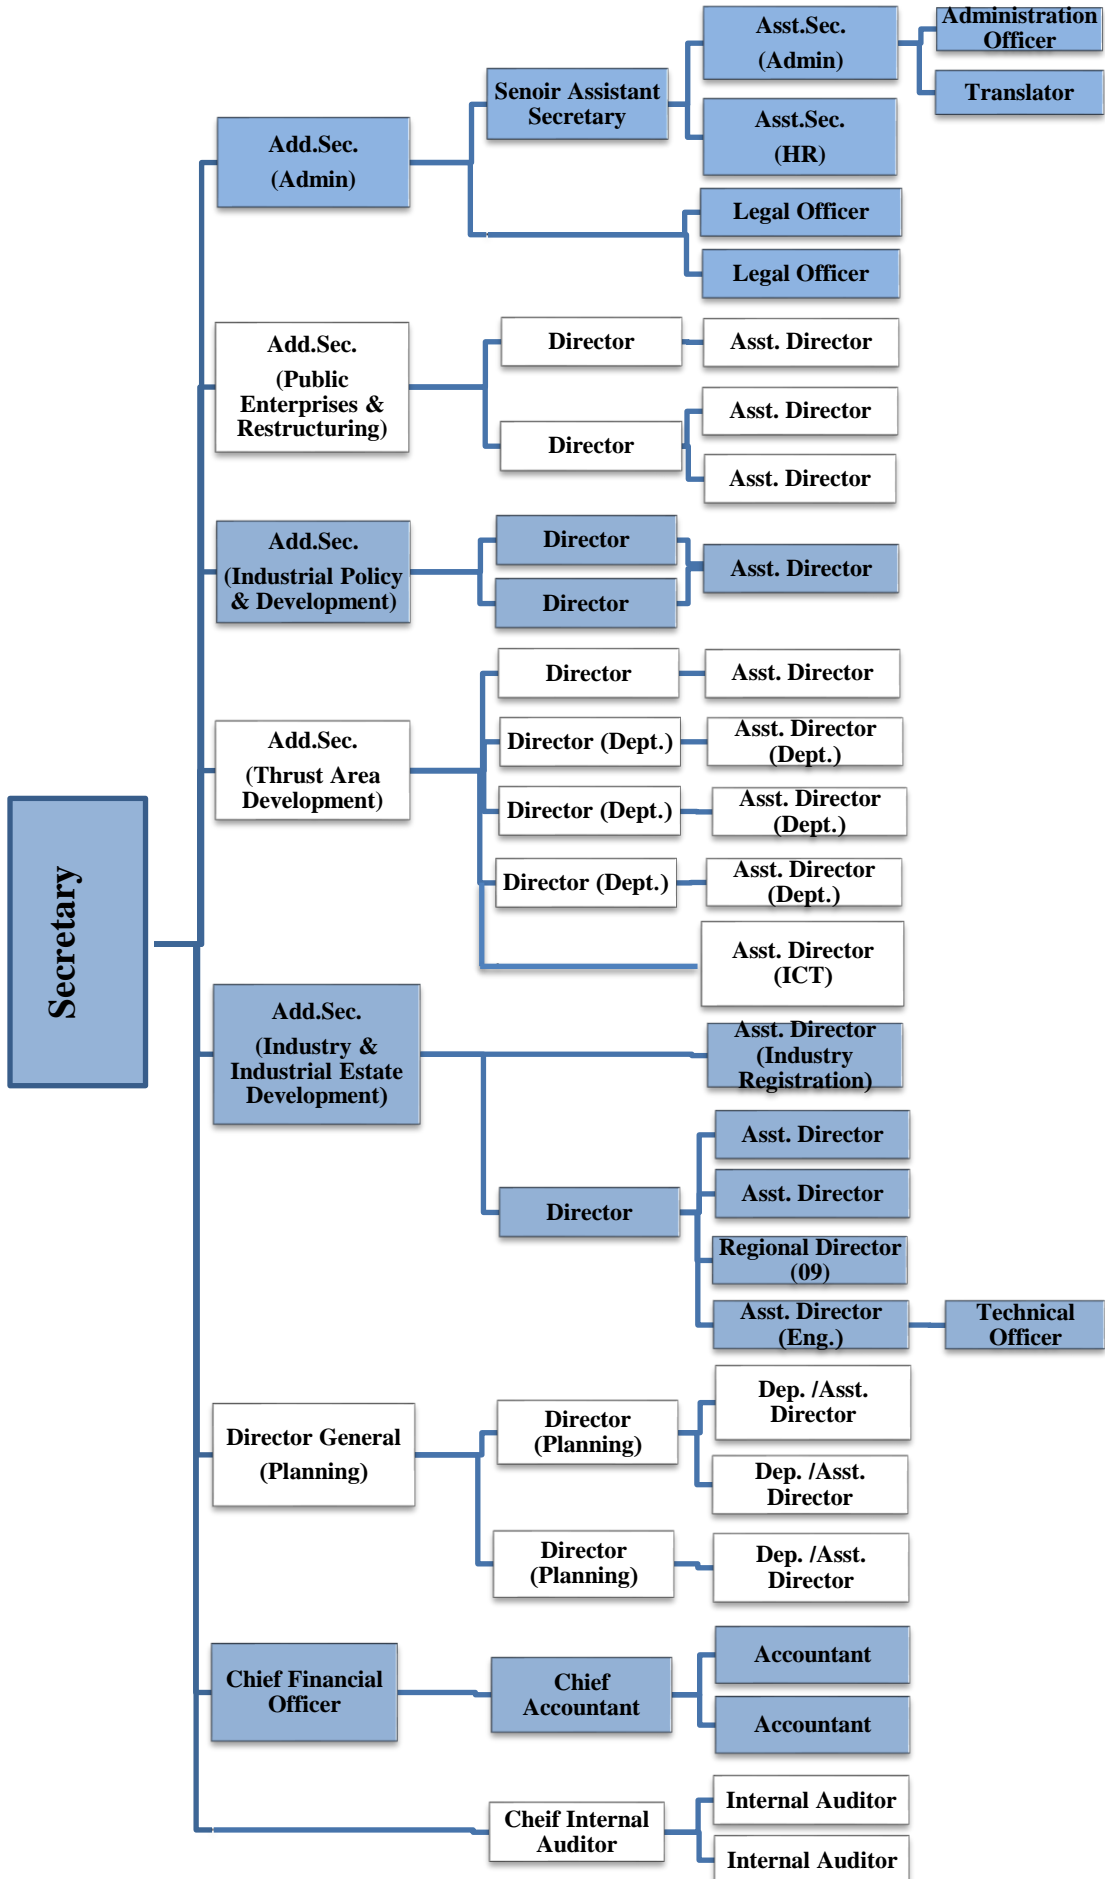 Secretary
Add.Sec.
(Admin)
Senoir Assistant
Secretary
Asst.Sec.
(Admin)
Administration
Officer
Translator
Asst.Sec.
(HR)
Legal Officer
Legal Officer
Add.Sec.
(Public
Enterprises &
Restructuring)
Director
Asst. Director
Director
Asst. Director
Asst. Director
Add.Sec.
(Industrial Policy
& Development)
Director
Director
Asst. Director
Add.Sec.
(Thrust Area
Development)
Director
Asst. Director
Director (Dept.)
Asst. Director
(Dept.)
Director (Dept.)
Asst. Director
(Dept.)
Director (Dept.)
Asst. Director
(Dept.)
Asst. Director
(ICT)
Add.Sec.
(Industry &
Industrial Estate
Development)
Asst. Director
(Industry
Registration)
Director
Asst. Director
Asst. Director
Regional Director
(09)
Asst. Director
(Eng.)
Technical
Officer
Director General
(Planning)
Director
(Planning)
Dep. /Asst.
Director
Dep. /Asst.
Director
Director
(Planning)
Dep. /Asst.
Director
Chief Financial
Officer
Chief
Accountant
Accountant
Accountant
Cheif Internal
Auditor
Internal Auditor
Internal Auditor